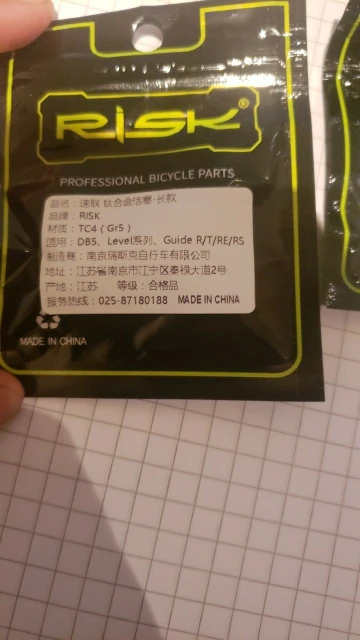 RISK®
PROFESSIONAL BICYCLE PARTS
品名：速联 钛合金活塞-长款
品牌：RISK
材质：TC4（Gr5）
适用：DB5、Level系列、Guide R/T/RE/RS
制造商：南京瑞斯克自行车有限公司
地址：江苏省南京市江宁区秦禄大道2号
产地：江苏 等级：合格品
服务热线：025-87180188 MADE IN CHINA
MADE IN CHINA